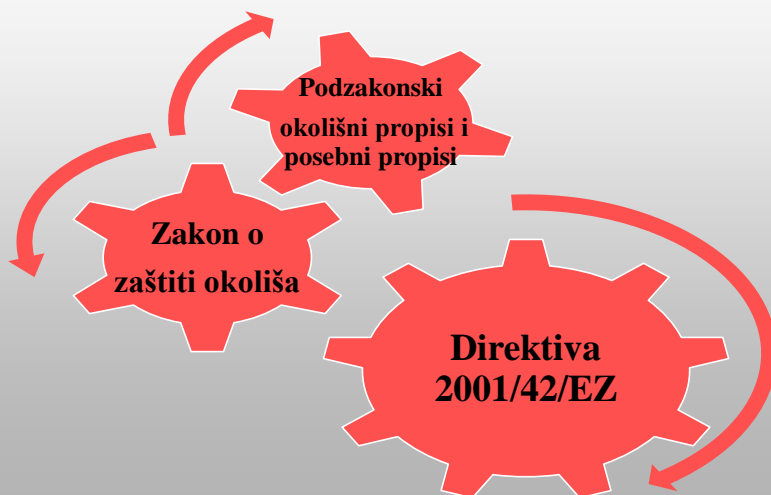 Podzakonski
okolišni propisi i
posebni propisi
Zakon o
zaštiti okoliša
Direktiva
2001/42/EZ